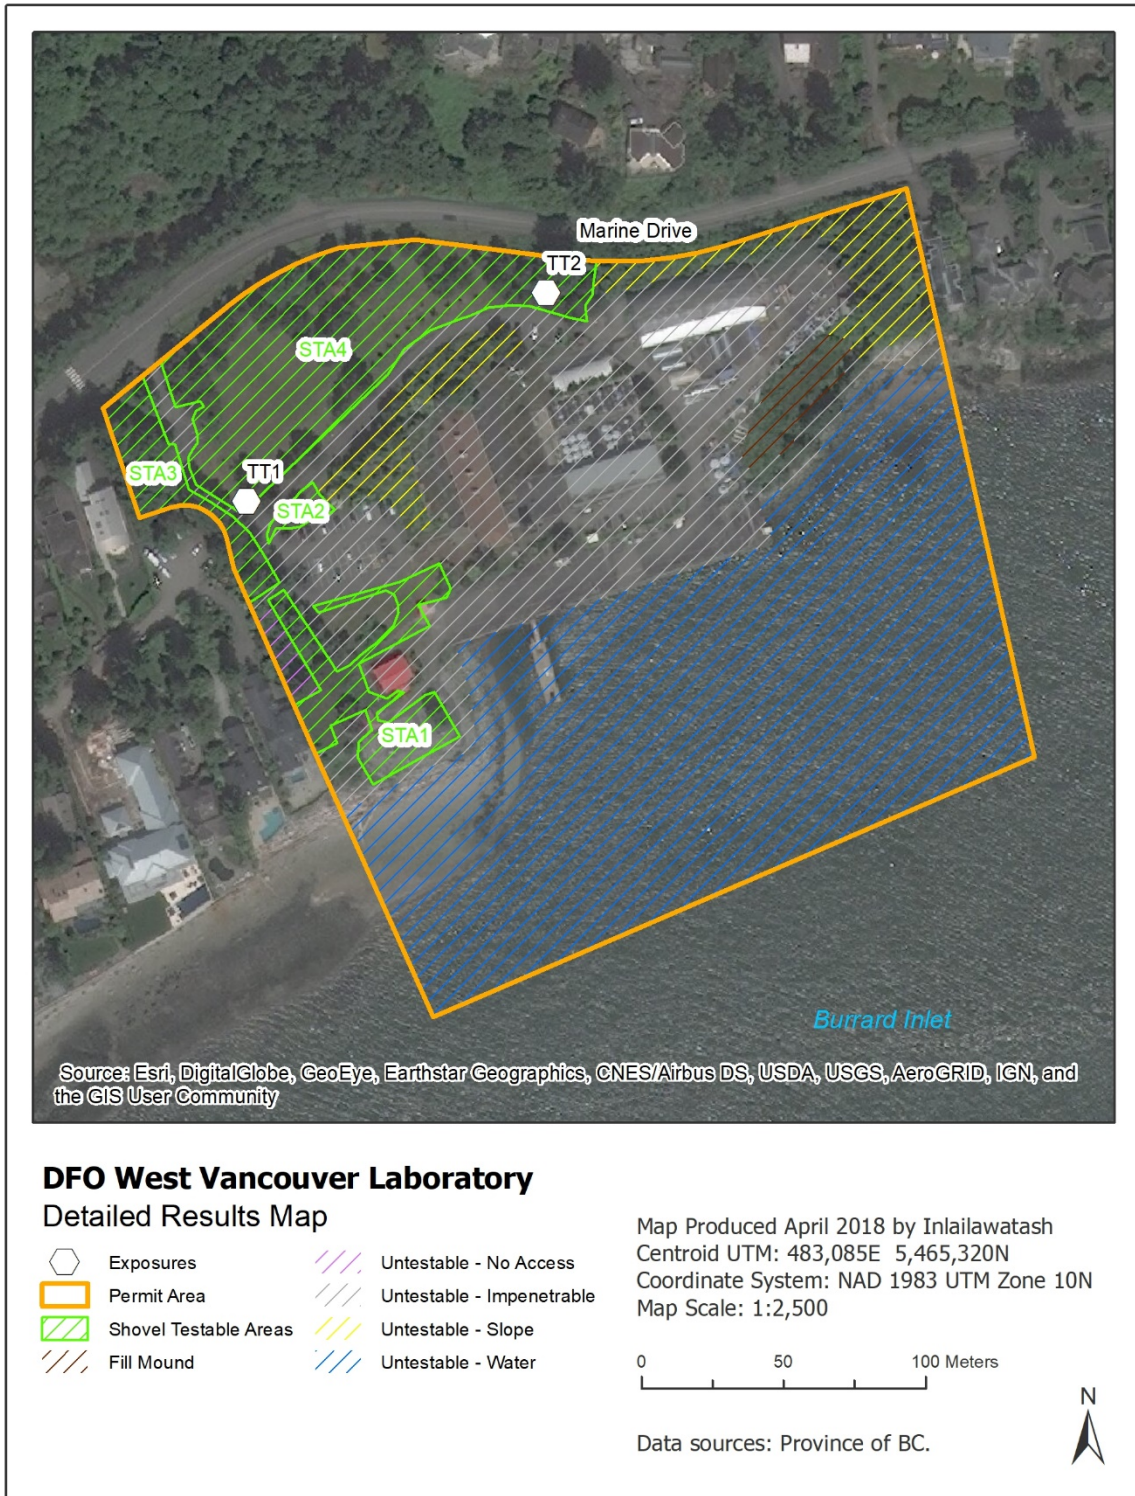 Marine Drive
TT2
STA4
STA3
TT1
STA2
STA1
Burrard Inlet
Source: Esri, DigitalGlobe, GeoEye, Earthstar Geographics, CNES/Airbus DS, USDA, USGS, AeroGRID, IGN, and
the GIS User Community
DFO West Vancouver Laboratory
Detailed Results Map
Exposures
Permit Area
Shovel Testable Areas
Fill Mound
Untestable - No Access
Untestable - Impenetrable
Untestable - Slope
Untestable - Water
Map Produced April 2018 by Inlailawatash
Centroid UTM: 483,085E 5,465,320N
Coordinate System: NAD 1983 UTM Zone 10N
Map Scale: 1:2,500
0 50 100 Meters
N
Data sources: Province of BC.